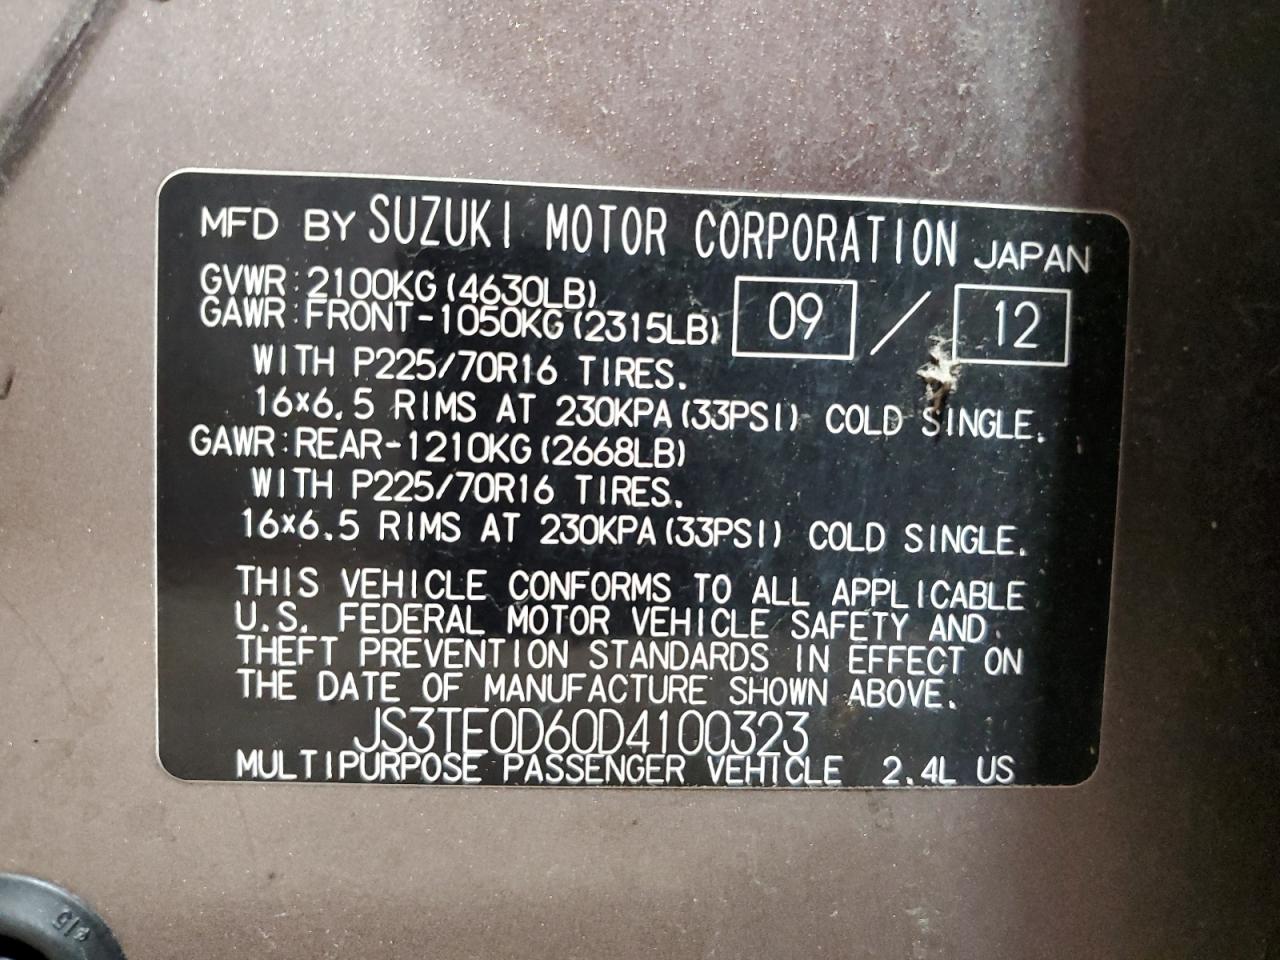 MFD BY SUZUKI MOTOR CORPORATION JAPAN
GVWR: 2100KG (4630LB)
GAWR: FRONT-1050KG (2315LB) 09 / 12
WITH P225/70R16 TIRES.
16×6.5 RIMS AT 230KPA (33PSI) COLD SINGLE.
GAWR: REAR-1210KG (2668LB)
WITH P225/70R16 TIRES.
16×6.5 RIMS AT 230KPA (33PSI) COLD SINGLE.
THIS VEHICLE CONFORMS TO ALL APPLICABLE
U.S. FEDERAL MOTOR VEHICLE SAFETY AND
THEFT PREVENTION STANDARDS IN EFFECT ON
THE DATE OF MANUFACTURE SHOWN ABOVE.
JS3TE0D60D4100323
MULTIPURPOSE PASSENGER VEHICLE 2.4L US
ø15